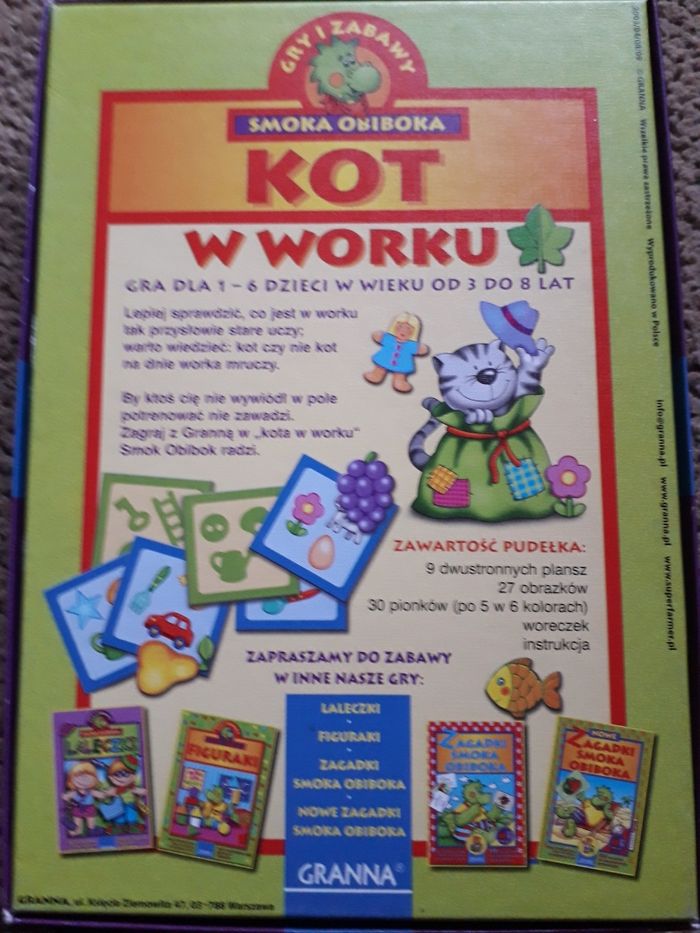 GRY I ZABAWY
SMOKA OBIBOKA
KOT
W WORKU
GRA DLA 1 – 6 DZIECI W WIEKU OD 3 DO 8 LAT
Lepiej sprawdzić, co jest w worku
tak przysłowie stare uczy;
warto wiedzieć: kot czy nie kot
na dnie worka mruczy.
By ktoś cię nie wywiódł w pole
potrenować nie zawadzi.
Zagraj z Granną w „kota w worku”
Smok Obibok radzi.
ZAWARTOŚĆ PUDEŁKA:
9 dwustronnych plansz
27 obrazków
30 pionków (po 5 w 6 kolorach)
woreczek
instrukcja
ZAPRASZAMY DO ZABAWY
W INNE NASZE GRY:
LALECZKI
FIGURAKI
ZAGADKI
SMOKA OBIBOKA
NOWE ZAGADKI
SMOKA OBIBOKA
GRANNA®
LALECZKI
FIGURAKI
ZAGADKI
SMOKA
OBIBOKA
NOWE
ZAGADKI
SMOKA
OBIBOKA
GRANNA, ul. Księcia Ziemowita 47, 03-788 Warszawa
© GRANNA Wszelkie prawa zastrzeżone Wyprodukowano w Polsce info@granna.pl www.granna.pl www.superfarmer.pl